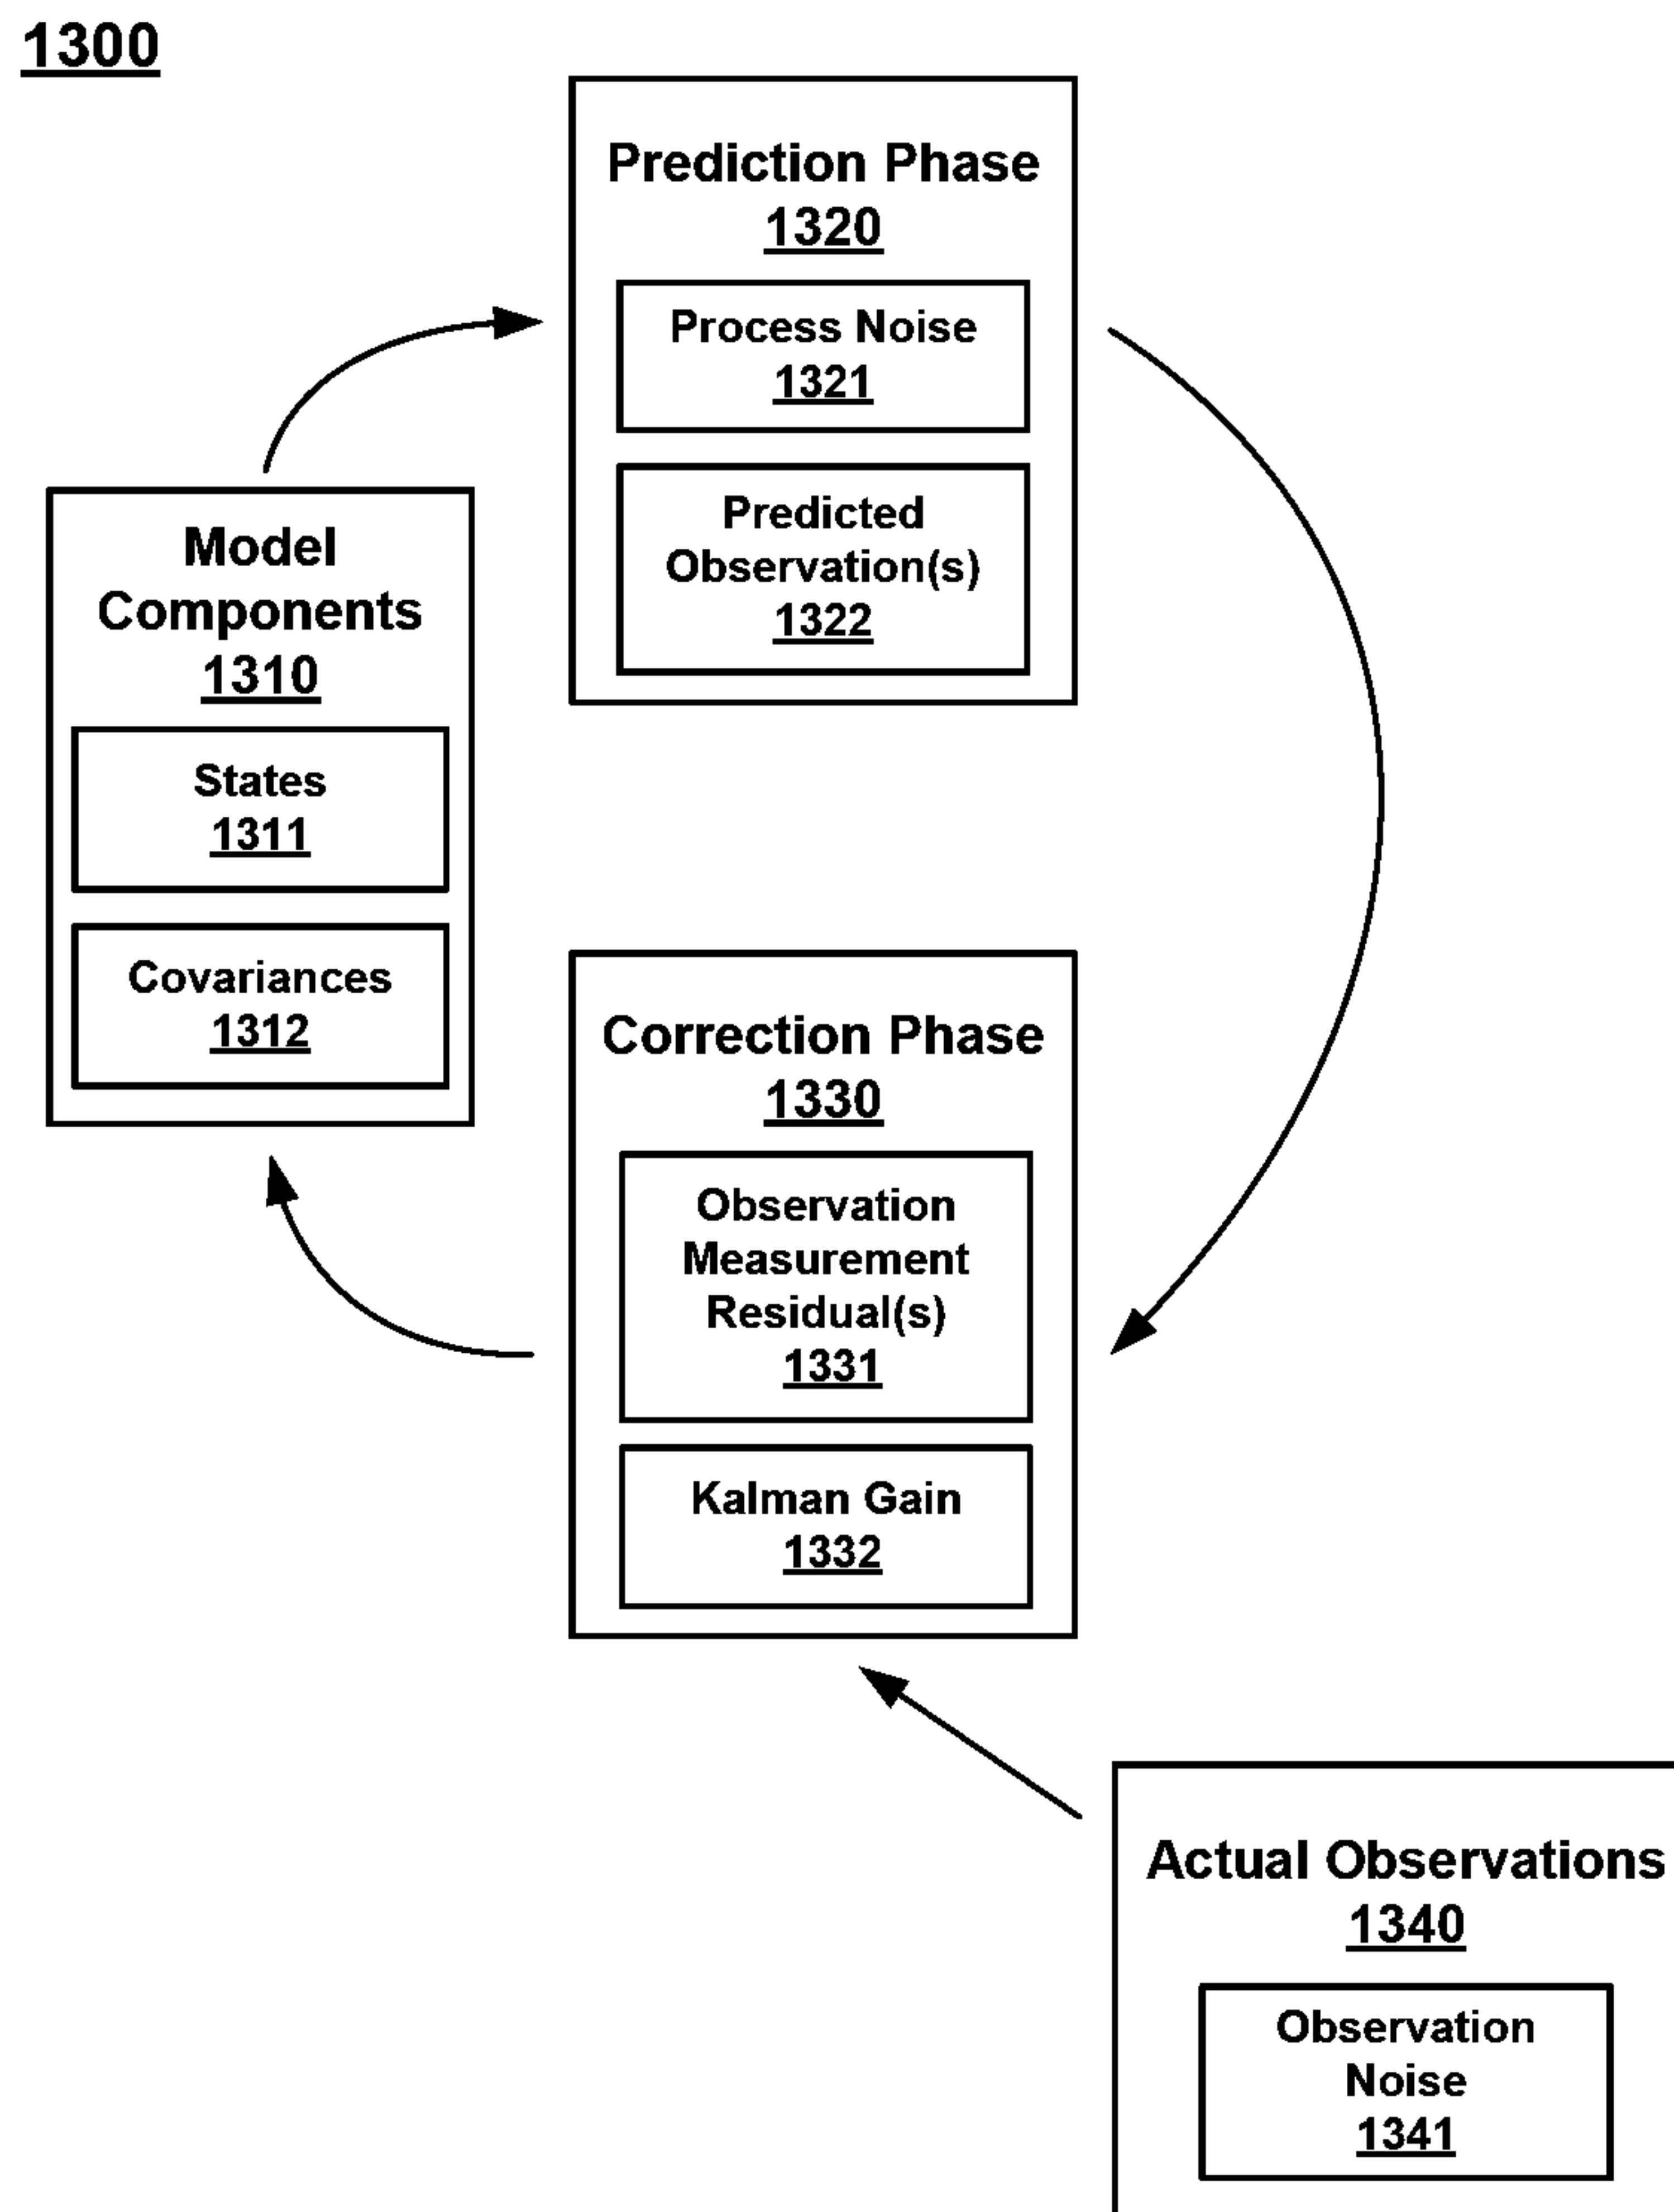 1300
Prediction Phase
1320
Process Noise
1321
Predicted
Observation(s)
1322
Model
Components
1310
States
1311
Covariances
1312
Correction Phase
1330
Observation
Measurement
Residual(s)
1331
Kalman Gain
1332
Actual Observations
1340
Observation
Noise
1341